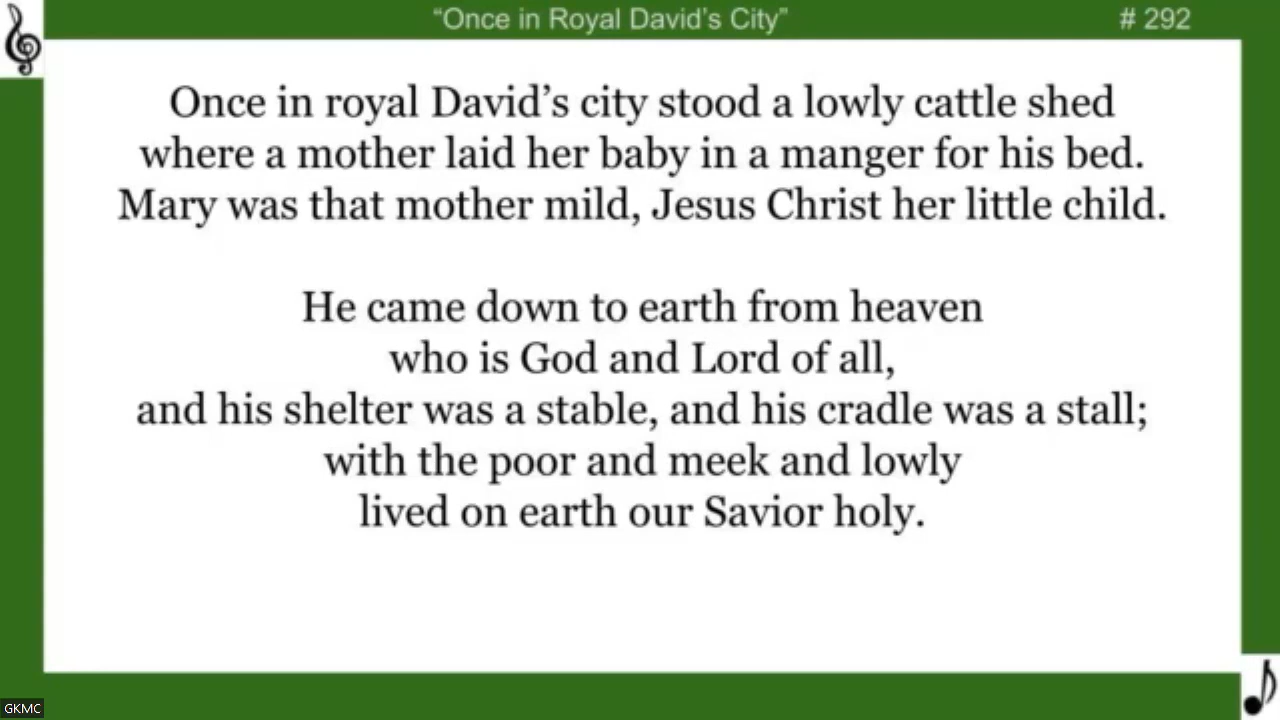 “Once in Royal David’s City”
# 292
Once in royal David’s city stood a lowly cattle shed
where a mother laid her baby in a manger for his bed.
Mary was that mother mild, Jesus Christ her little child.
He came down to earth from heaven
who is God and Lord of all,
and his shelter was a stable, and his cradle was a stall;
with the poor and meek and lowly
lived on earth our Savior holy.
GKMC